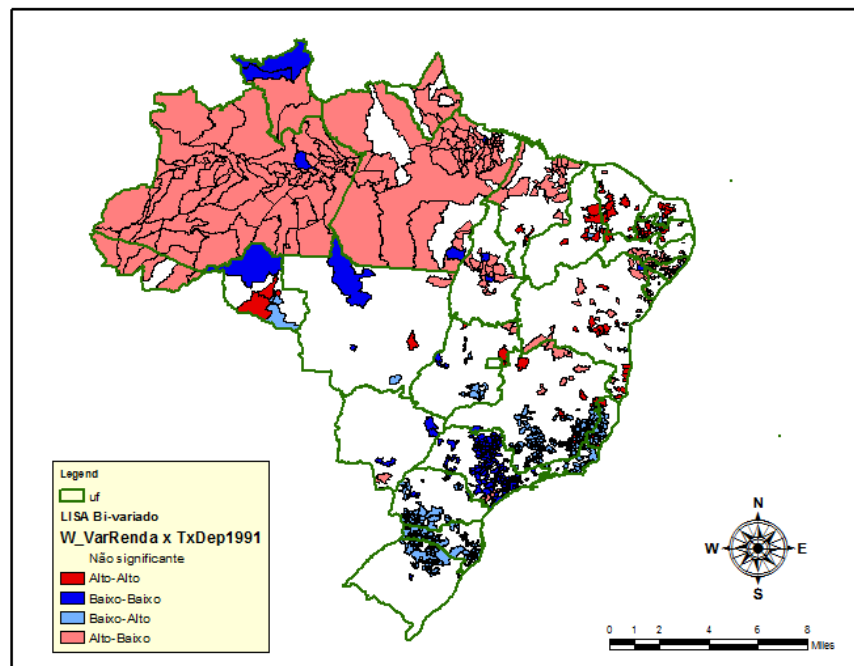 Legend
uf
LISA Bi-variado
W_VarRenda x TxDep1991
Não significante
Alto-Alto
Baixo-Baixo
Baixo-Alto
Alto-Baixo
N
W E
S
0 1 2 4 6 8
Miles